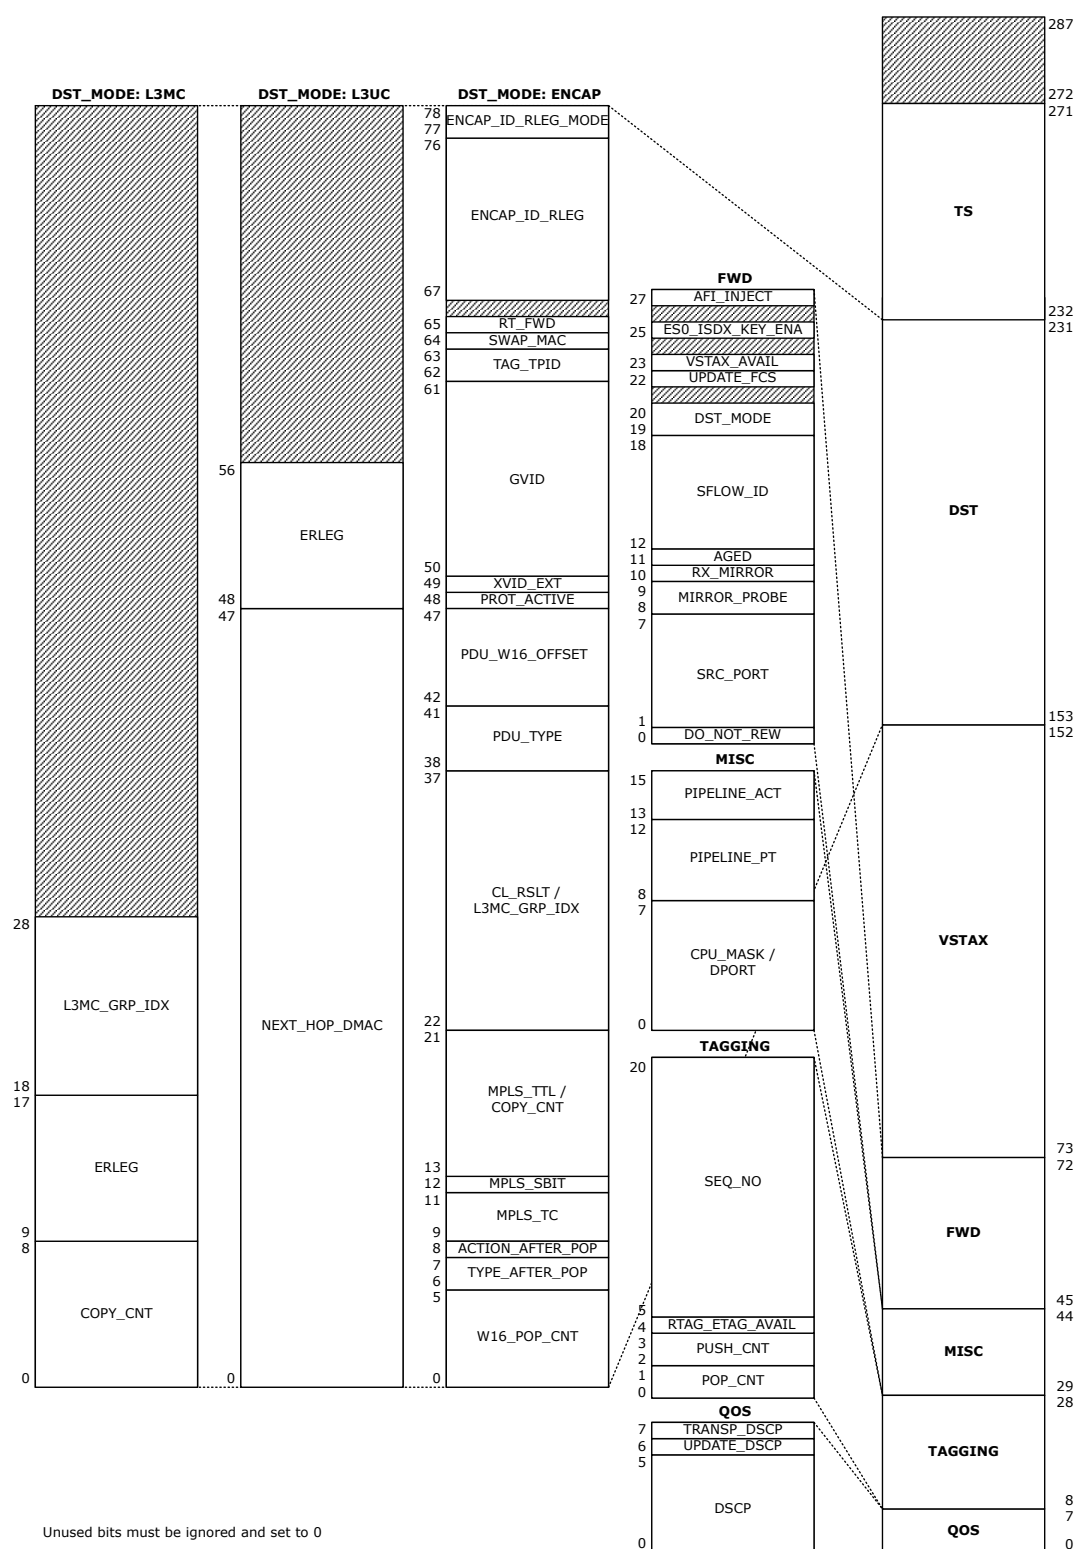 DST_MODE: L3MC
28
L3MC_GRP_IDX
18
17
ERLEG
9
8
COPY_CNT
0
DST_MODE: L3UC
56
ERLEG
48
47
NEXT_HOP_DMAC
0
DST_MODE: ENCAP
78
ENCAP_ID_RLEG_MODE
77
76
ENCAP_ID_RLEG
67
65
RT_FWD
64
SWAP_MAC
63
TAG_TPID
62
61
GVID
50
49
XVID_EXT
48
PROT_ACTIVE
47
PDU_W16_OFFSET
42
41
PDU_TYPE
38
37
CL_RSLT /
L3MC_GRP_IDX
22
21
MPLS_TTL /
COPY_CNT
13
12
MPLS_SBIT
11
MPLS_TC
9
8
ACTION_AFTER_POP
7
TYPE_AFTER_POP
6
5
W16_POP_CNT
0
FWD
27
AFI_INJECT
25
ES0_ISDX_KEY_ENA
23
VSTAX_AVAIL
22
UPDATE_FCS
20
DST_MODE
19
18
SFLOW_ID
12
11
AGED
10
RX_MIRROR
9
MIRROR_PROBE
8
7
SRC_PORT
1
0
DO_NOT_REW
MISC
15
PIPELINE_ACT
13
12
PIPELINE_PT
8
7
CPU_MASK /
DPORT
0
TAGGING
20
SEQ_NO
5
4
RTAG_ETAG_AVAIL
3
PUSH_CNT
2
1
POP_CNT
0
QOS
7
TRANSP_DSCP
6
UPDATE_DSCP
5
DSCP
0
287
272
271
TS
232
231
DST
153
152
VSTAX
73
72
FWD
45
44
MISC
29
28
TAGGING
8
7
QOS
0
Unused bits must be ignored and set to 0